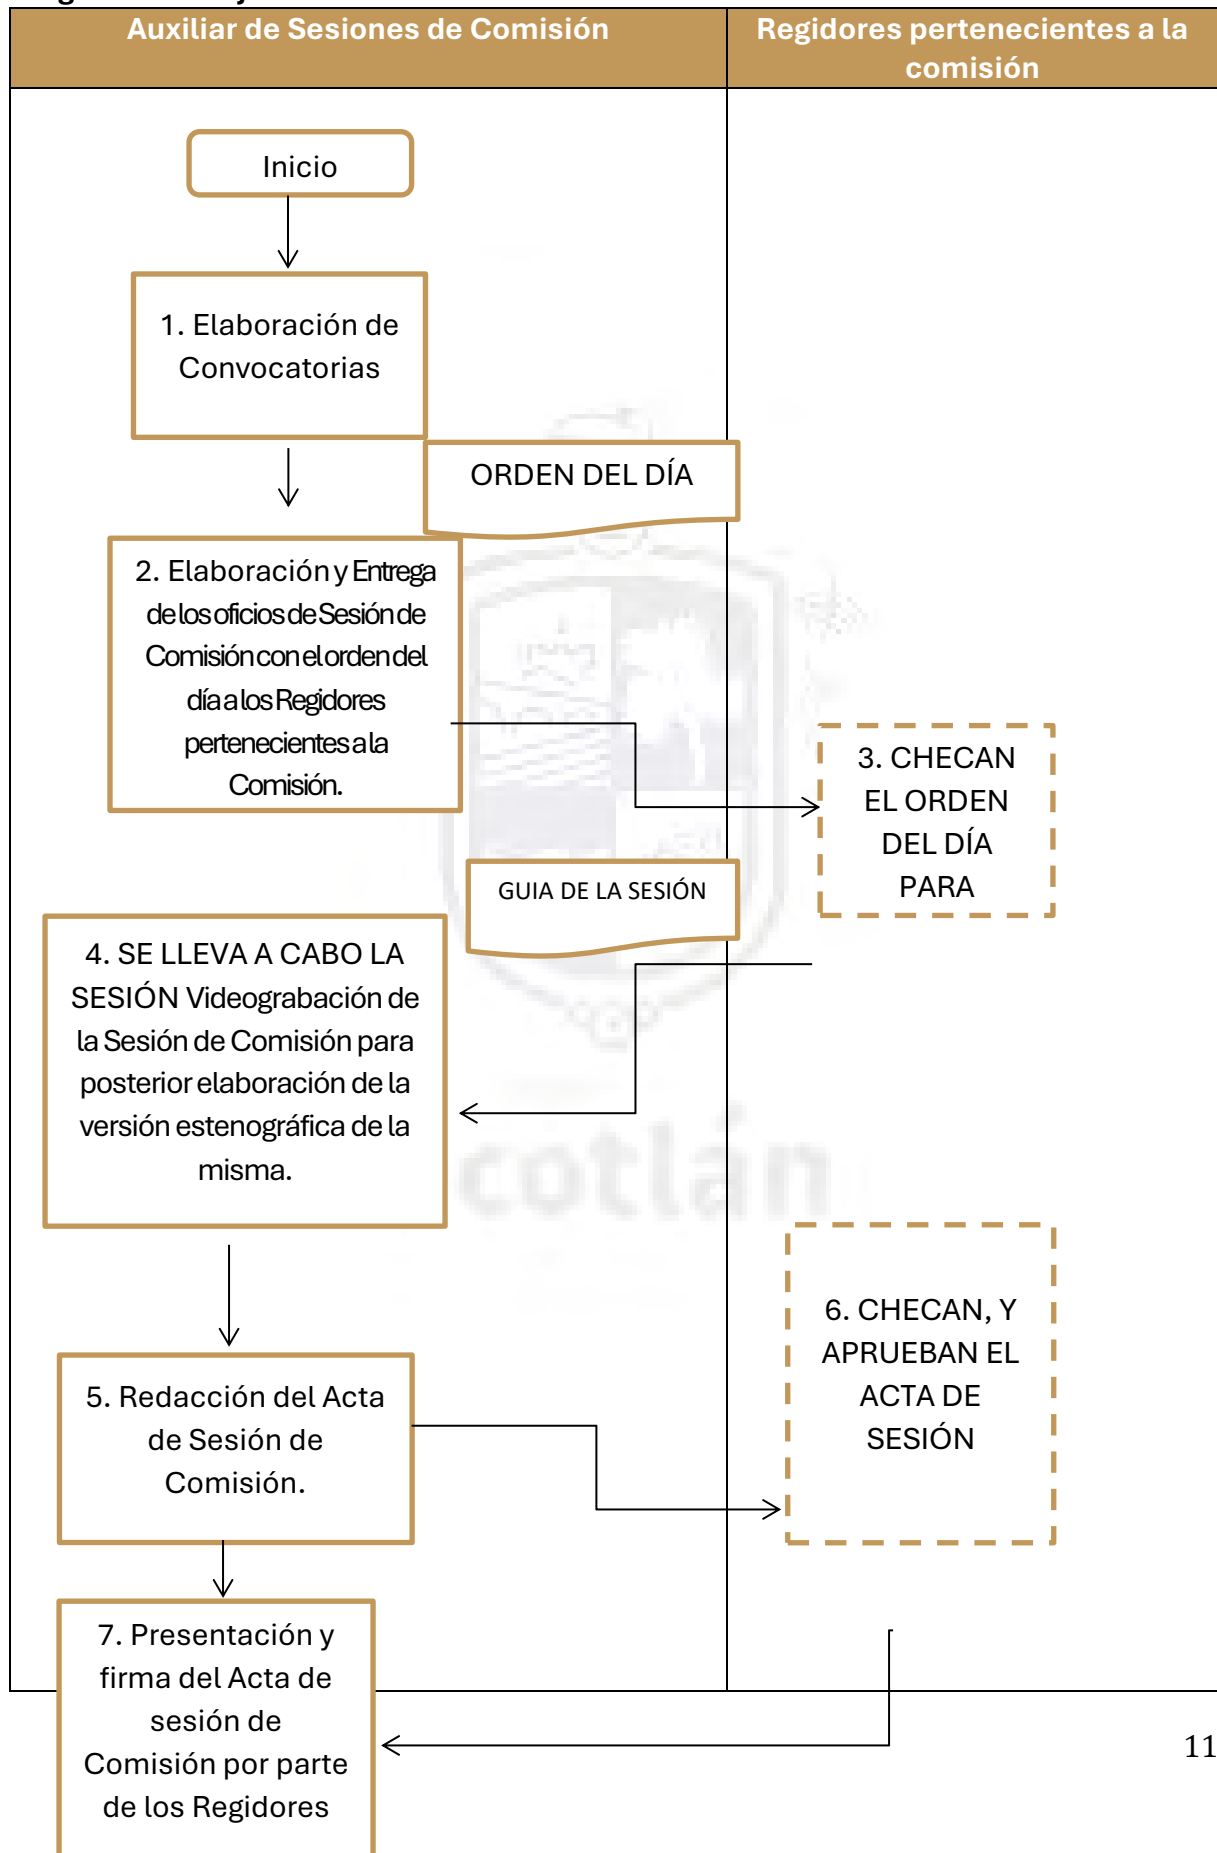 Auxiliar de Sesiones de Comisión
Regidores pertenecientes a la
comisión
Inicio
1. Elaboración de
Convocatorias
ORDEN DEL DÍA
2. Elaboración y Entrega
de los oficios de Sesión de
Comisión con el orden del
día a los Regidores
pertenecientes a la
Comisión.
3. CHECAN
EL ORDEN
DEL DÍA
PARA
GUIA DE LA SESIÓN
4. SE LLEVA A CABO LA
SESIÓN Videograbación de
la Sesión de Comisión para
posterior elaboración de la
versión estenográfica de la
misma.
cotlán
5. Redacción del Acta
de Sesión de
Comisión.
6. CHECAN, Y
APRUEBAN EL
ACTA DE
SESIÓN
7. Presentación y
firma del Acta de
sesión de
Comisión por parte
de los Regidores
11